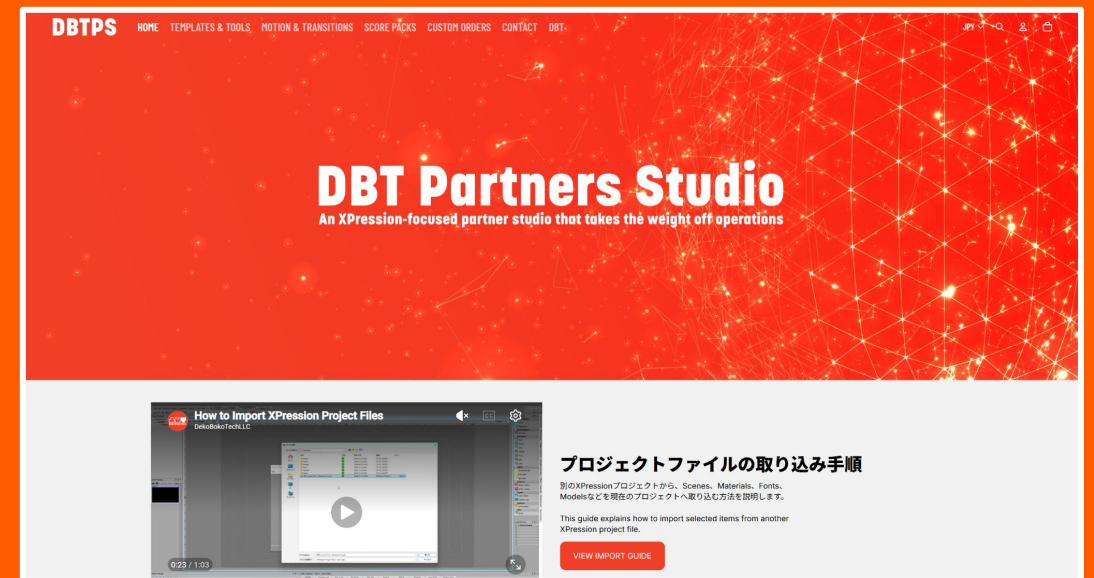 DBTPS HOME TEMPLATES & TOOLS MOTION & TRANSITIONS SCORE PACKS CUSTOM ORDERS CONTACT DBT JPY
DBT Partners Studio
An XPression-focused partner studio that takes the weight off operations
How to Import XPression Project Files
DekoBokoTechLLC
CC
0:23 / 1:03
プロジェクトファイルの取り込み手順
別のXPressionプロジェクトから、Scenes、Materials、Fonts、
Modelsなどを現在のプロジェクトへ取り込む方法を説明します。
This guide explains how to import selected items from another
XPression project file.
VIEW IMPORT GUIDE